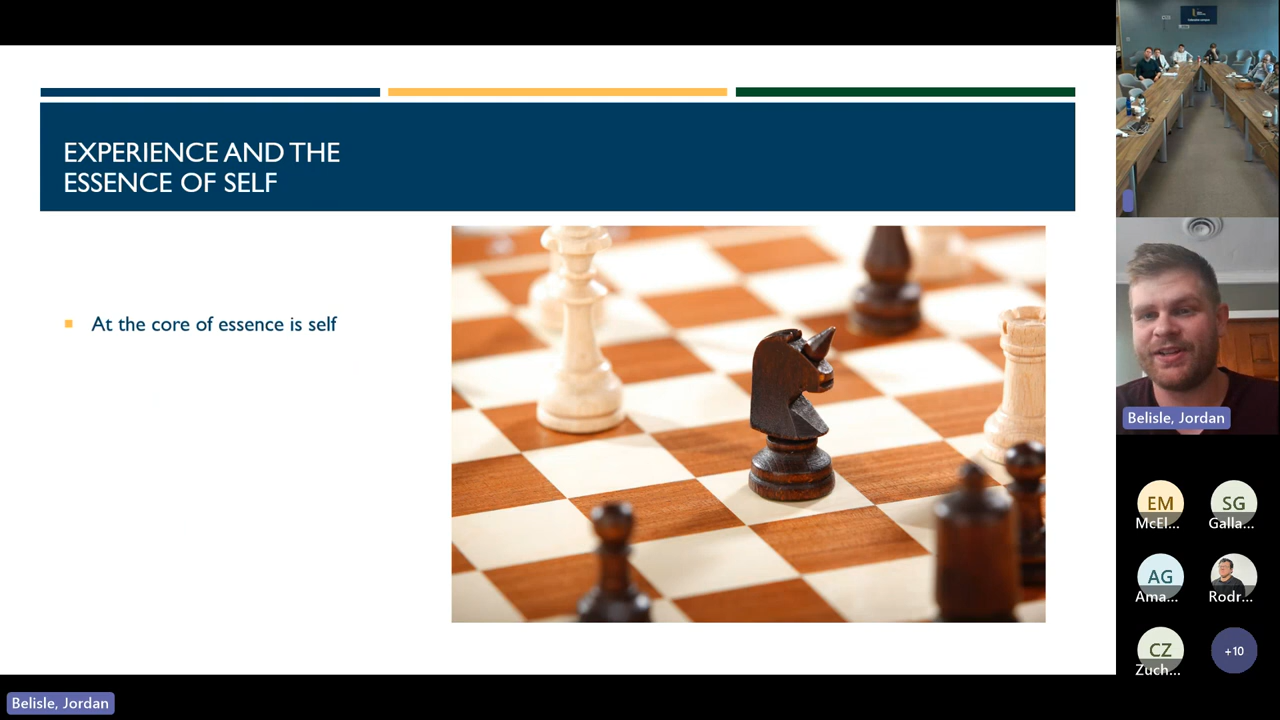 EXPERIENCE AND THE
ESSENCE OF SELF
At the core of essence is self
Belisle, Jordan
EM
McEl...
SG
Galla...
AG
Ama...
Rodr...
CZ
Zuch...
+10
Belisle, Jordan